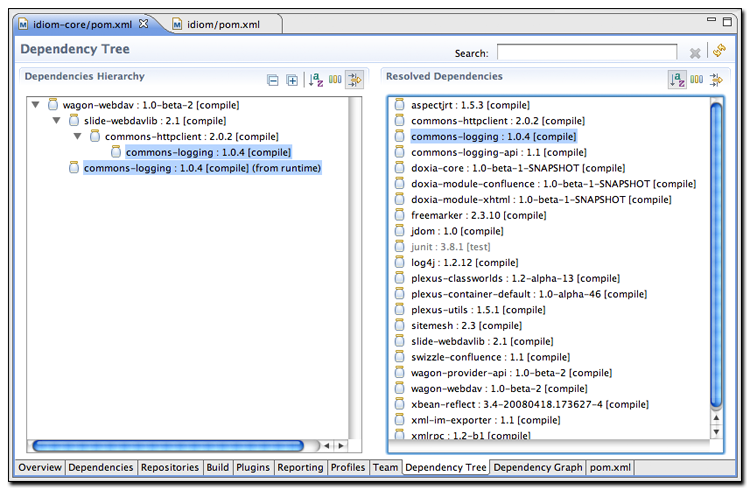 idiom-core/pom.xml
idiom/pom.xml
Dependency Tree
Search:
Dependencies Hierarchy
wagon-webdav : 1.0-beta-2 [compile]
slide-webdavlib : 2.1 [compile]
commons-httpclient : 2.0.2 [compile]
commons-logging : 1.0.4 [compile]
commons-logging : 1.0.4 [compile] (from runtime)
Resolved Dependencies
aspectjrt : 1.5.3 [compile]
commons-httpclient : 2.0.2 [compile]
commons-logging : 1.0.4 [compile]
commons-logging-api : 1.1 [compile]
doxia-core : 1.0-beta-1-SNAPSHOT [compile]
doxia-module-confluence : 1.0-beta-1-SNAPSHOT [compile]
doxia-module-xhtml : 1.0-beta-1-SNAPSHOT [compile]
freemarker : 2.3.10 [compile]
jdom : 1.0 [compile]
junit : 3.8.1 [test]
log4j : 1.2.12 [compile]
plexus-classworlds : 1.2-alpha-13 [compile]
plexus-container-default : 1.0-alpha-46 [compile]
plexus-utils : 1.5.1 [compile]
sitemesh : 2.3 [compile]
slide-webdavlib : 2.1 [compile]
swizzle-confluence : 1.1 [compile]
wagon-provider-api : 1.0-beta-2 [compile]
wagon-webdav : 1.0-beta-2 [compile]
xbean-reflect : 3.4-20080418.173627-4 [compile]
xml-im-exporter : 1.1 [compile]
xmlrpc : 1.2-b1 [compile]
Overview Dependencies Repositories Build Plugins Reporting Profiles Team Dependency Tree Dependency Graph pom.xml